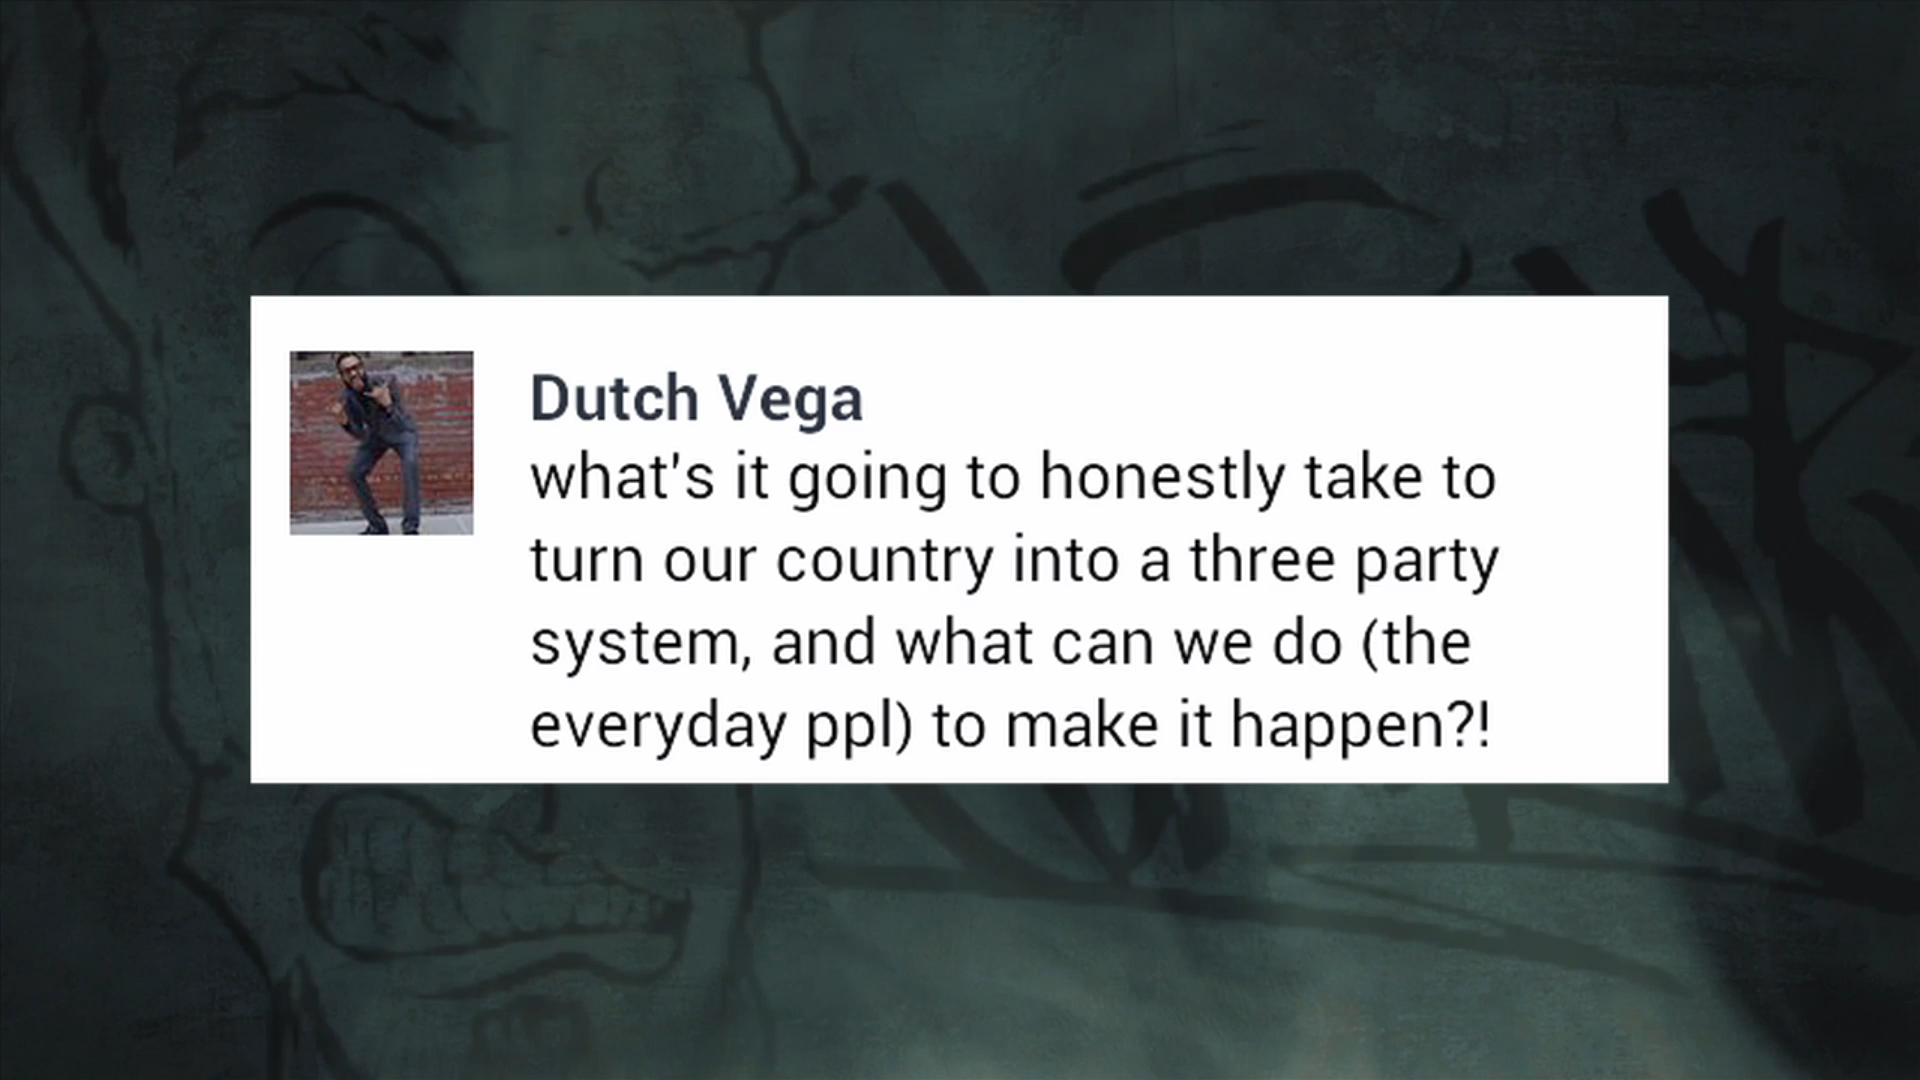 Dutch Vega
what's it going to honestly take to
turn our country into a three party
system, and what can we do (the
everyday ppl) to make it happen?!